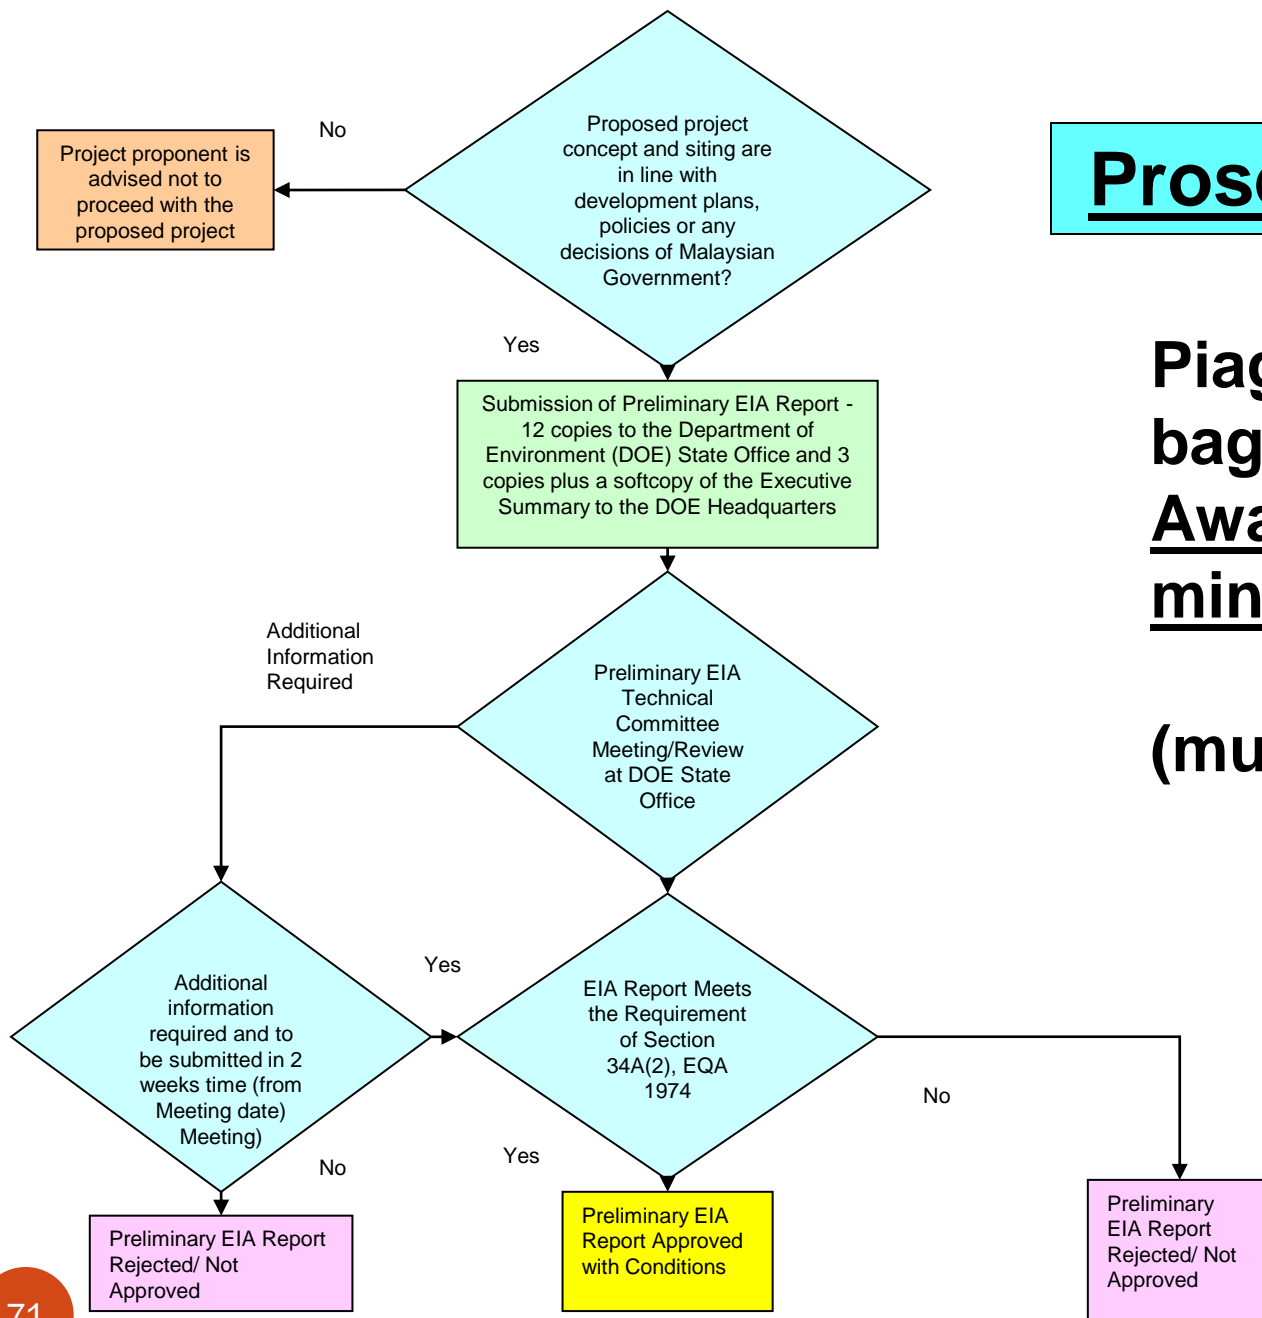 No
Proposed project
concept and siting are
in line with
development plans,
policies or any
decisions of Malaysian
Government?
Project proponent is
advised not to
proceed with the
proposed project
Yes
Submission of Preliminary EIA Report -
12 copies to the Department of
Environment (DOE) State Office and 3
copies plus a softcopy of the Executive
Summary to the DOE Headquarters
Additional
Information
Required
Preliminary EIA
Technical
Committee
Meeting/Review
at DOE State
Office
Additional
information
required and to
be submitted in 2
weeks time (from
Meeting date)
Meeting)
Yes
EIA Report Meets
the Requirement
of Section
34A(2), EQA
1974
No
No
Yes
Preliminary EIA Report
Rejected/ Not
Approved
Preliminary EIA
Report Approved
with Conditions
Preliminary
EIA Report
Rejected/ Not
Approved
71